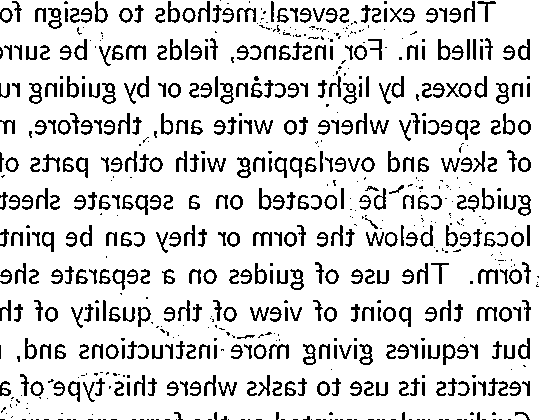 There exist several methods to design fo
be filled in. For instance, fields may be surro
ing boxes, by light rectangles or by guiding ru
ods specify where to write and, therefore, m
of skew and overlapping with other parts of
guides can be located on a separate sheet
located below the form or they can be print
form. The use of guides on a separate she
from the point of view of the quality of th
but requires giving more instructions and,
restricts its use to tasks where this type of a